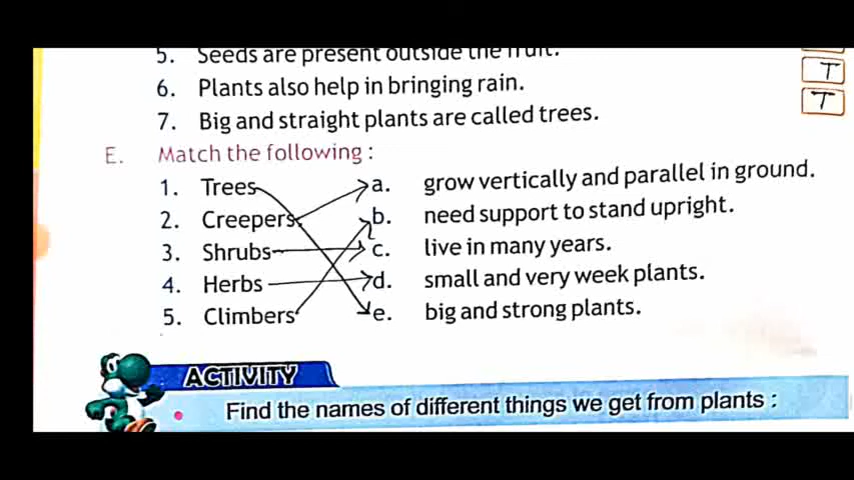 5. Seeds are present outside the fruit.
6. Plants also help in bringing rain. T
7. Big and straight plants are called trees. T
E. Match the following :
1. Trees a. grow vertically and parallel in ground.
2. Creepers b. need support to stand upright.
3. Shrubs c. live in many years.
4. Herbs d. small and very week plants.
5. Climbers e. big and strong plants.
ACTIVITY
Find the names of different things we get from plants :